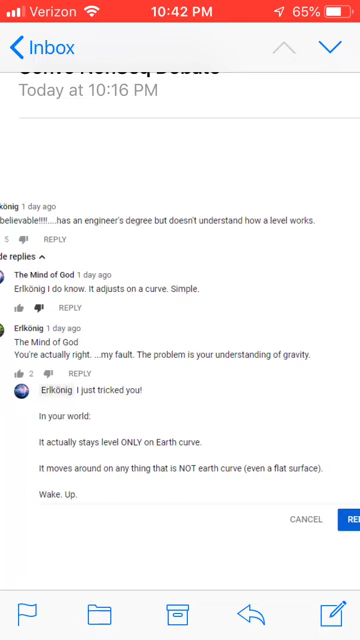 Verizon 10:42 PM 65%
Inbox
Today at 10:16 PM
könig 1 day ago
believable!!!!....has an engineer's degree but doesn't understand how a level works.
5 REPLY
de replies
The Mind of God 1 day ago
Erlkönig I do know. It adjusts on a curve. Simple.
REPLY
Erlkönig 1 day ago
The Mind of God
You're actually right. ...my fault. The problem is your understanding of gravity.
2 REPLY
Erlkönig I just tricked you!
In your world:
It actually stays level ONLY on Earth curve.
It moves around on any thing that is NOT earth curve (even a flat surface).
Wake. Up.
CANCEL RE